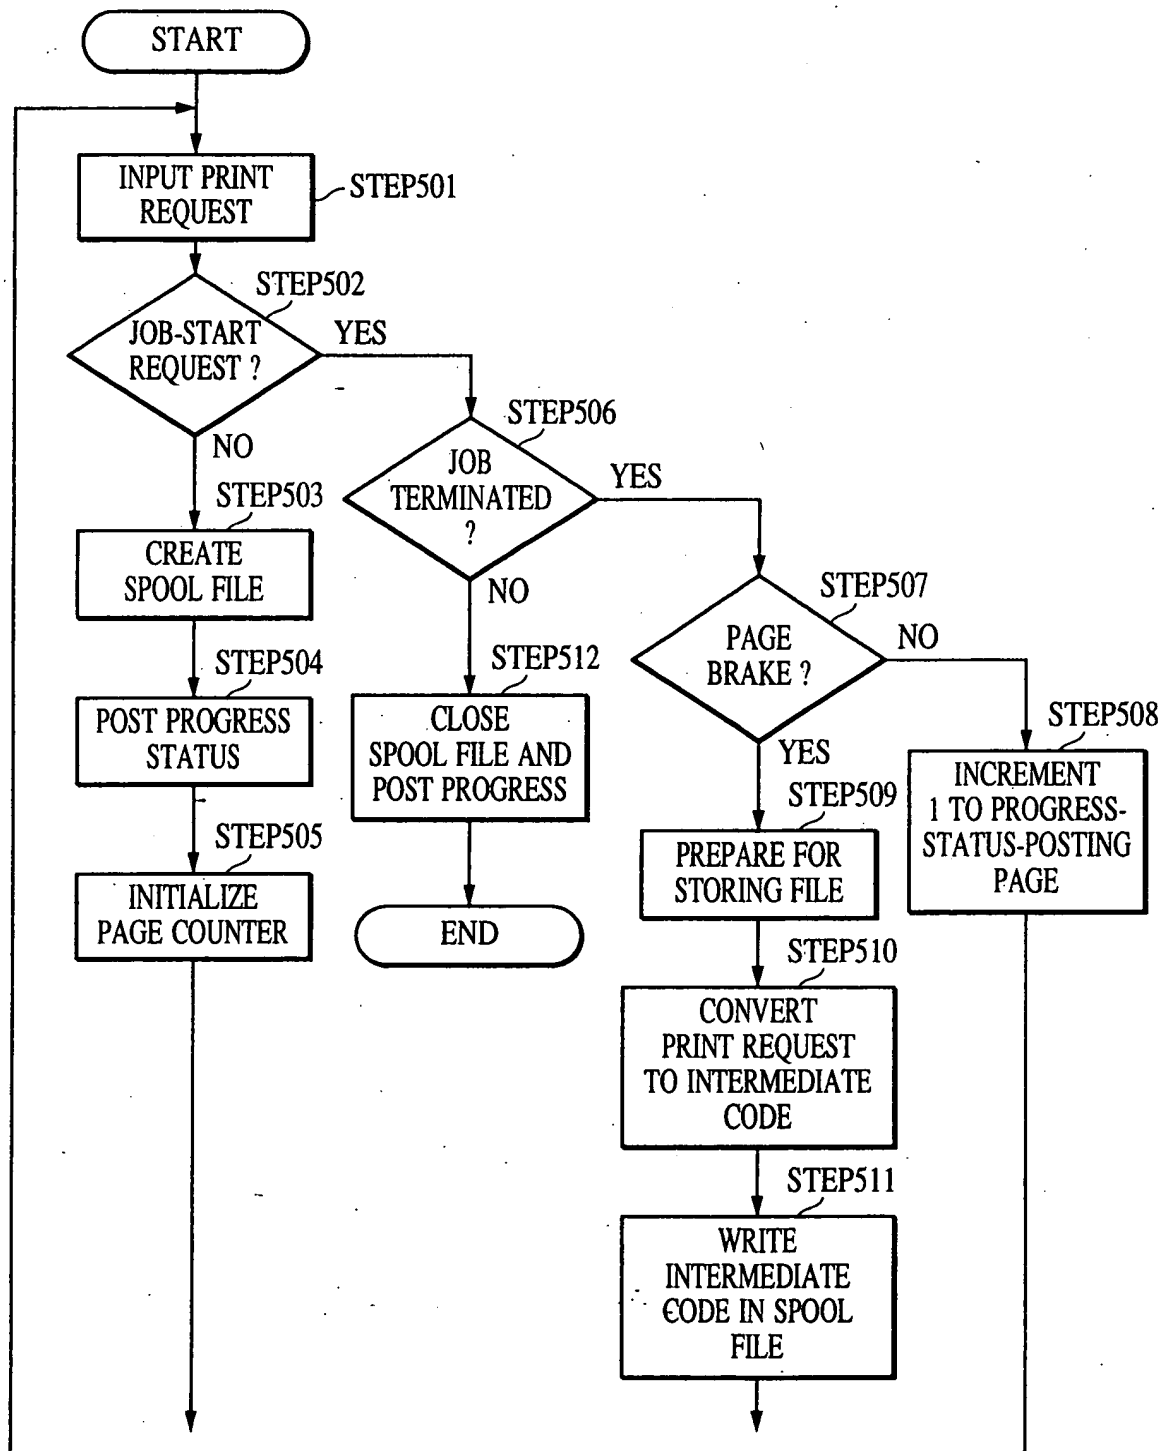 START
INPUT PRINT
REQUEST
STEP501
STEP502
JOB-START
REQUEST ?
YES
NO
STEP503
CREATE
SPOOL FILE
STEP504
POST PROGRESS
STATUS
STEP505
INITIALIZE
PAGE COUNTER
STEP506
JOB
TERMINATED
?
YES
NO
STEP512
CLOSE
SPOOL FILE AND
POST PROGRESS
END
STEP507
PAGE
BRAKE ?
NO
YES
STEP508
INCREMENT
1 TO PROGRESS-
STATUS-POSTING
PAGE
STEP509
PREPARE FOR
STORING FILE
STEP510
CONVERT
PRINT REQUEST
TO INTERMEDIATE
CODE
STEP511
WRITE
INTERMEDIATE
CODE IN SPOOL
FILE